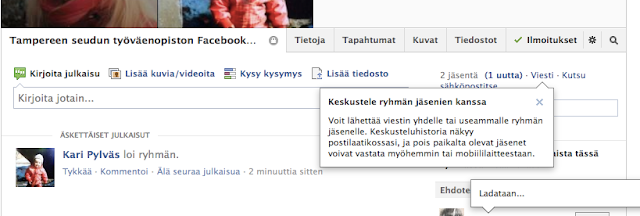 Tampereen seudun työväenopiston Facebook...
Tietoja
Tapahtumat
Kuvat
Tiedostot
Ilmoitukset
Kirjoita julkaisu
Lisää kuvia/videoita
Kysy kysymys
Lisää tiedosto
Kirjoita jotain...
2 jäsentä (1 uutta) · Viesti · Kutsu
sähköpostitse
Keskustele ryhmän jäsenien kanssa
Voit lähettää viestin yhdelle tai useammalle ryhmän
jäsenelle. Keskusteluhistoria näkyy
postilaatikossasi, ja pois paikalta olevat jäsenet
voivat vastata myöhemmin tai mobiililaitteestaan.
ÄSKETTÄISET JULKAISUT
Kari Pylväs loi ryhmän.
Tykkää · Kommentoi · Älä seuraa julkaisua · 2 minuuttia sitten
tässä
Ehdote
Ladataan...